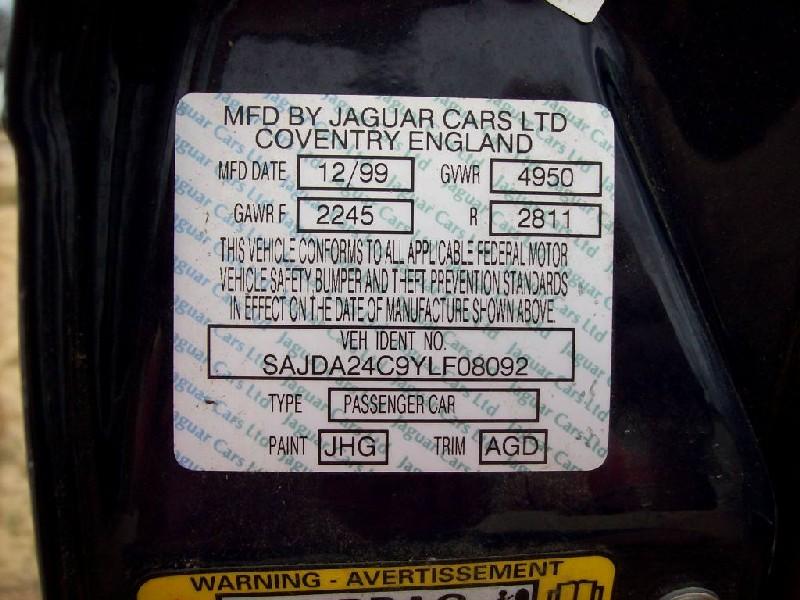 MFD BY JAGUAR CARS LTD
COVENTRY ENGLAND
MFD DATE 12/99 GVWR 4950
GAWR F 2245 R 2811
THIS VEHICLE CONFORMS TO ALL APPLICABLE FEDERAL MOTOR
VEHICLE SAFETY BUMPER AND THEFT PREVENTION STANDARDS
IN EFFECT ON THE DATE OF MANUFACTURE SHOWN ABOVE
VEH IDENT NO.
SAJDA24C9YLF08092
TYPE PASSENGER CAR
PAINT JHG TRIM AGD
WARNING - AVERTISSEMENT